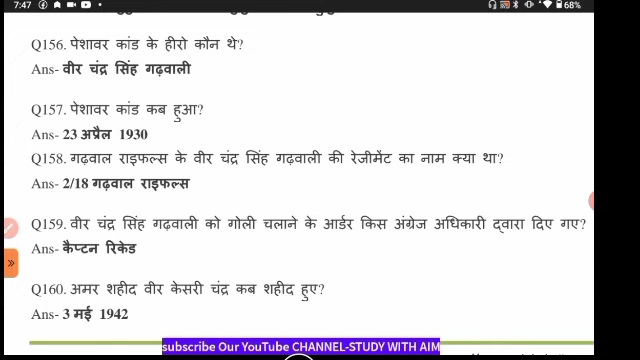 7:47
68%
Q156. पेशावर कांड के हीरो कौन थे?
Ans- वीर चंद्र सिंह गढ़वाली
Q157. पेशावर कांड कब हुआ?
Ans- 23 अप्रैल 1930
Q158. गढ़वाल राइफल्स के वीर चंद्र सिंह गढ़वाली की रेजीमेंट का नाम क्या था?
Ans- 2/18 गढ़वाल राइफल्स
Q159. वीर चंद्र सिंह गढ़वाली को गोली चलाने के आर्डर किस अंग्रेज अधिकारी द्वारा दिए गए?
Ans- कैप्टन रिकेड
Q160. अमर शहीद वीर केसरी चंद्र कब शहीद हुए?
Ans- 3 मई 1942
subscribe Our YouTube CHANNEL-STUDY WITH AIM